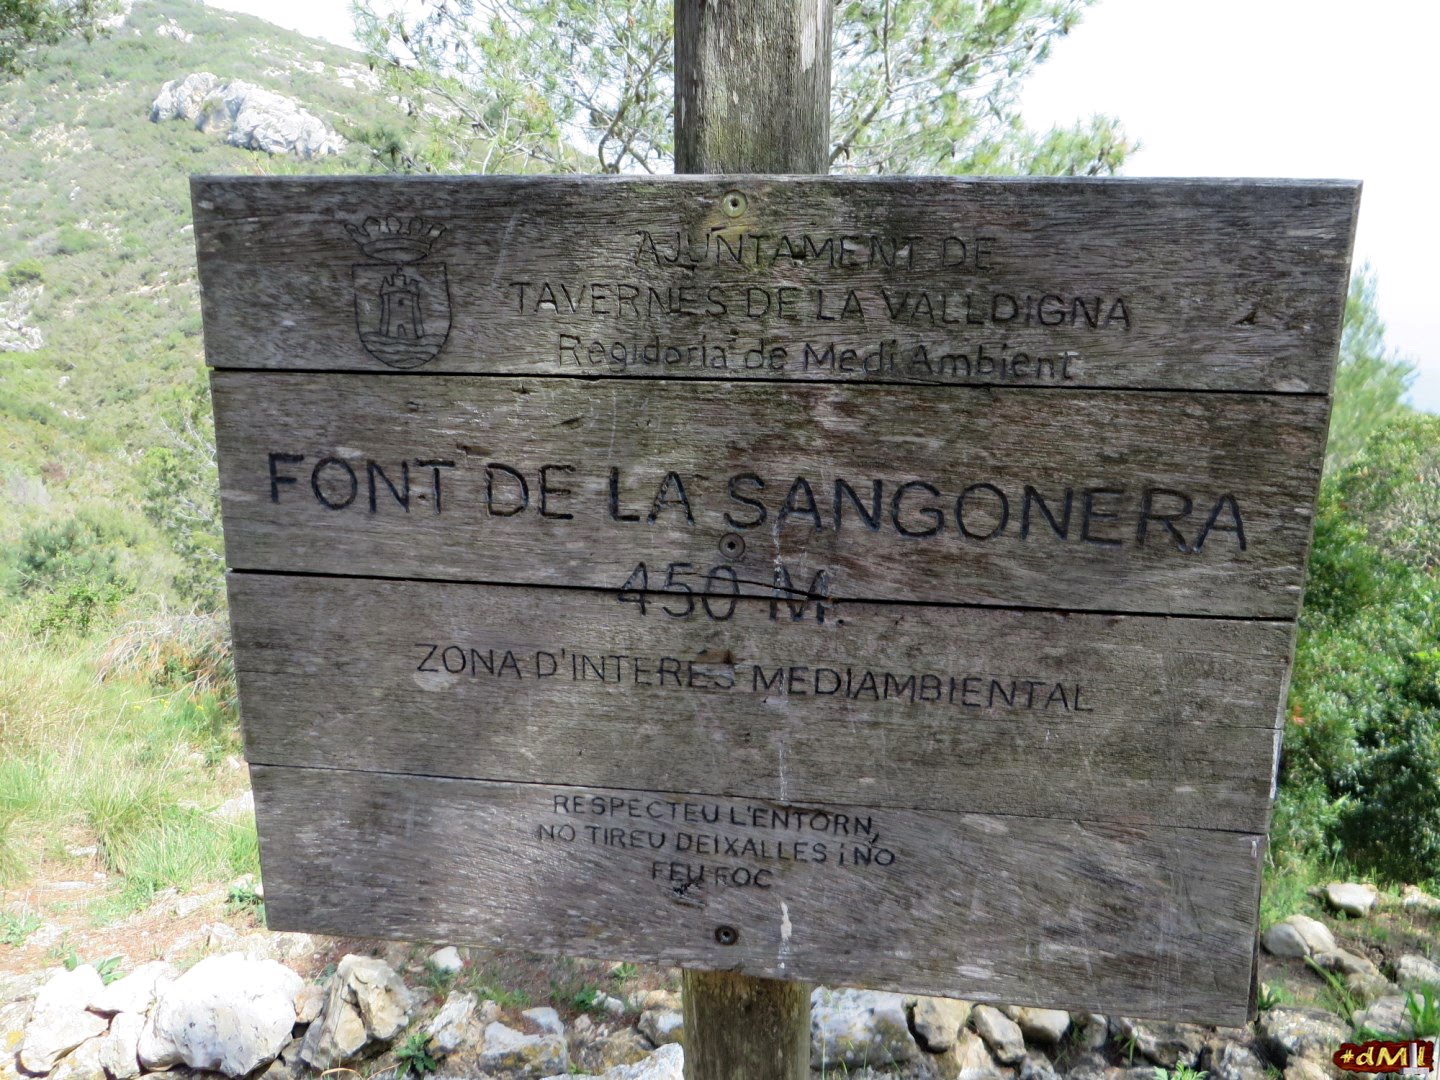 AJUNTAMENT DE
TAVERNES DE LA VALLDIGNA
Regidoria de Medi Ambient
FONT DE LA SANGONERA
450 M.
ZONA D'INTERÉS MEDIAMBIENTAL
RESPECTEU L'ENTORN,
NO TIREU DEIXALLES i NO
FEU FOC
#dMl